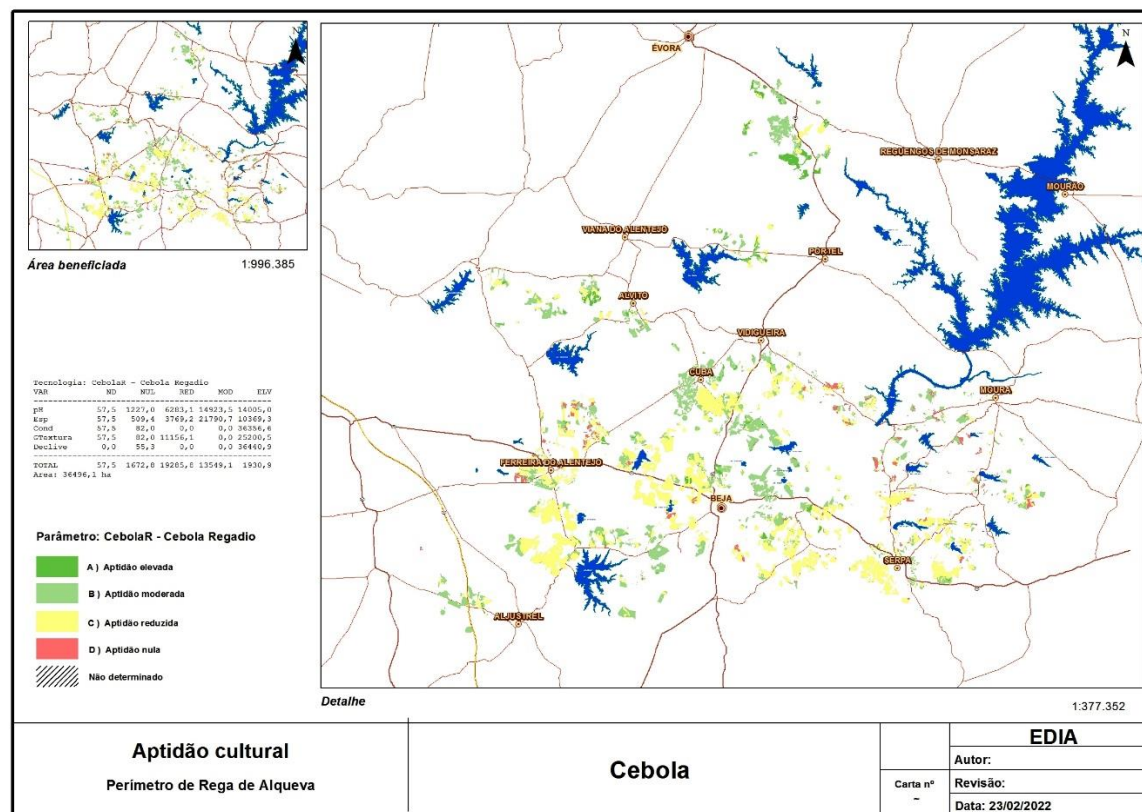 Área beneficiada
1:996.385
Tecnologia: CebolaR - Cebola Regadio
VAR ND NUL RED MOD ELV
pH 57,5 1227,0 6283,1 14923,5 14005,0
Esp 57,5 509,4 3769,2 21790,7 10369,3
Cond 57,5 82,0 0,0 0,0 36356,6
GTextura 57,5 82,0 11156,1 0,0 25200,5
Declive 0,0 55,3 0,0 0,0 36440,9
TOTAL 57,5 1672,8 19285,8 13549,1 1930,9
Area: 36496,1 ha
Parâmetro: CebolaR - Cebola Regadio
A ) Aptidão elevada
B ) Aptidão moderada
C ) Aptidão reduzida
D ) Aptidão nula
Não determinado
N
ÉVORA
REGUENGOS DE MONSARAZ
MOURÃO
VIANA DO ALENTEJO
PORTEL
ALVITO
VIDIGUEIRA
CUBA
MOURA
FERREIRA DO ALENTEJO
BEJA
SERPA
ALJUSTREL
Detalhe
1:377.352
Aptidão cultural
Perímetro de Rega de Alqueva
Cebola
Carta nº
~
EDIA
Autor:
Revisão:
Data: 23/02/2022